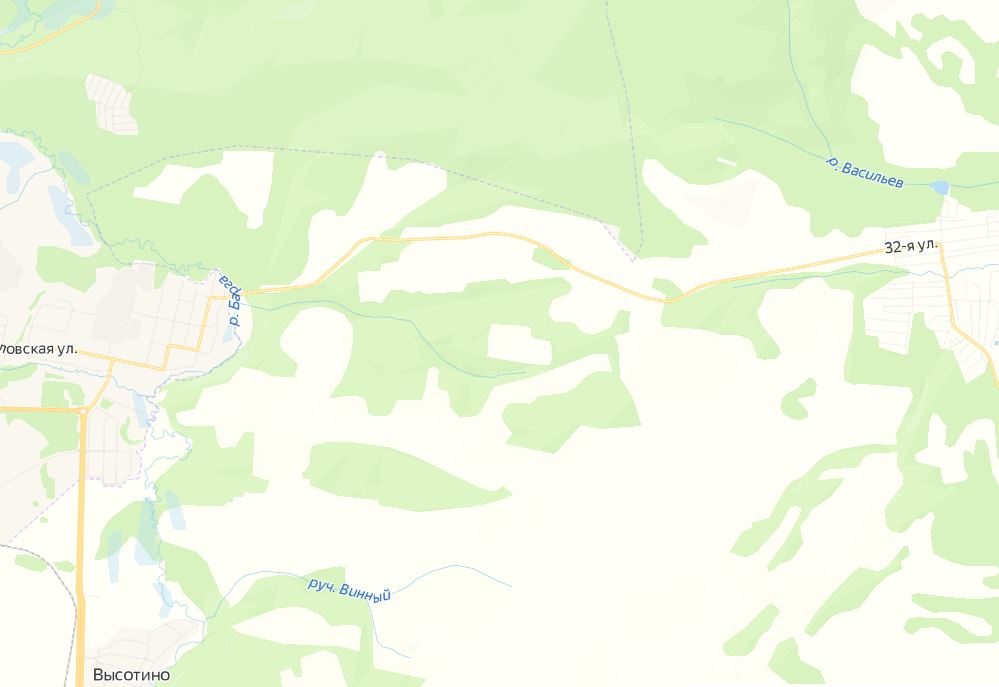 р. Васильев
32-я ул.
р. Барга
ловская ул.
руч. Винный
Высотино